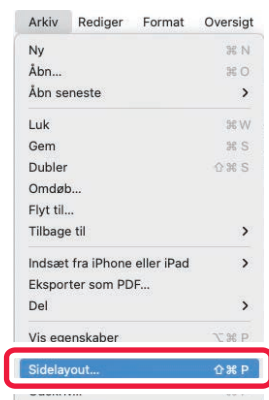 Arkiv Rediger Format Oversigt
Ny ⌘ N
Åbn... ⌘ O
Åbn seneste >
Luk ⌘ W
Gem ⌘ S
Dubler ⇧ ⌘ S
Omdøb...
Flyt til...
Tilbage til >
Indsæt fra iPhone eller iPad >
Eksporter som PDF...
Del >
Vis egenskaber ⌥ ⌘ P
Sidelayout... ⇧ ⌘ P